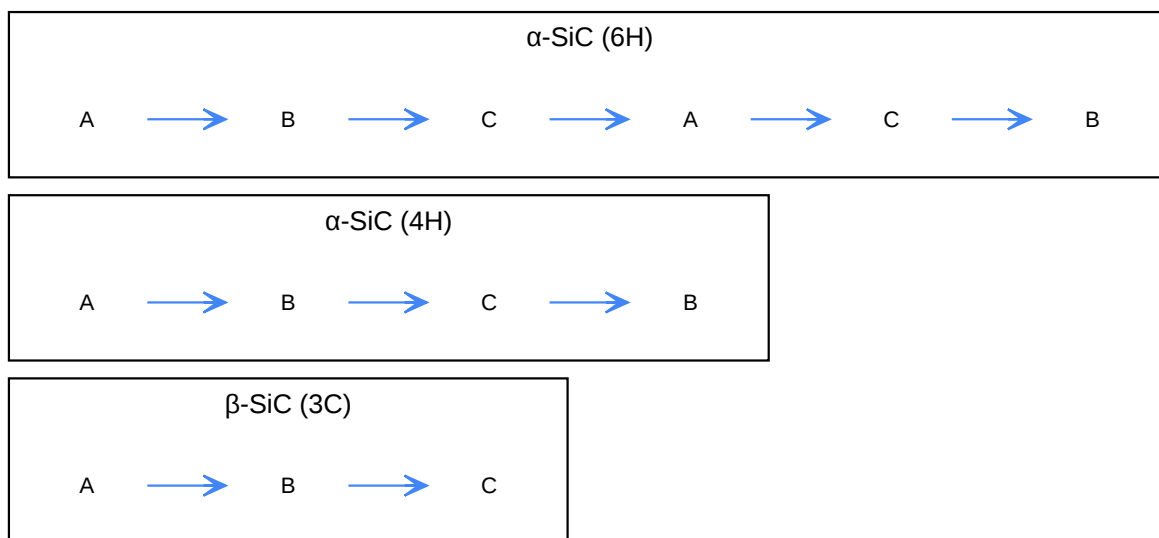 α-SiC (6H)
A B C A C B
α-SiC (4H)
A B C B
β-SiC (3C)
A B C